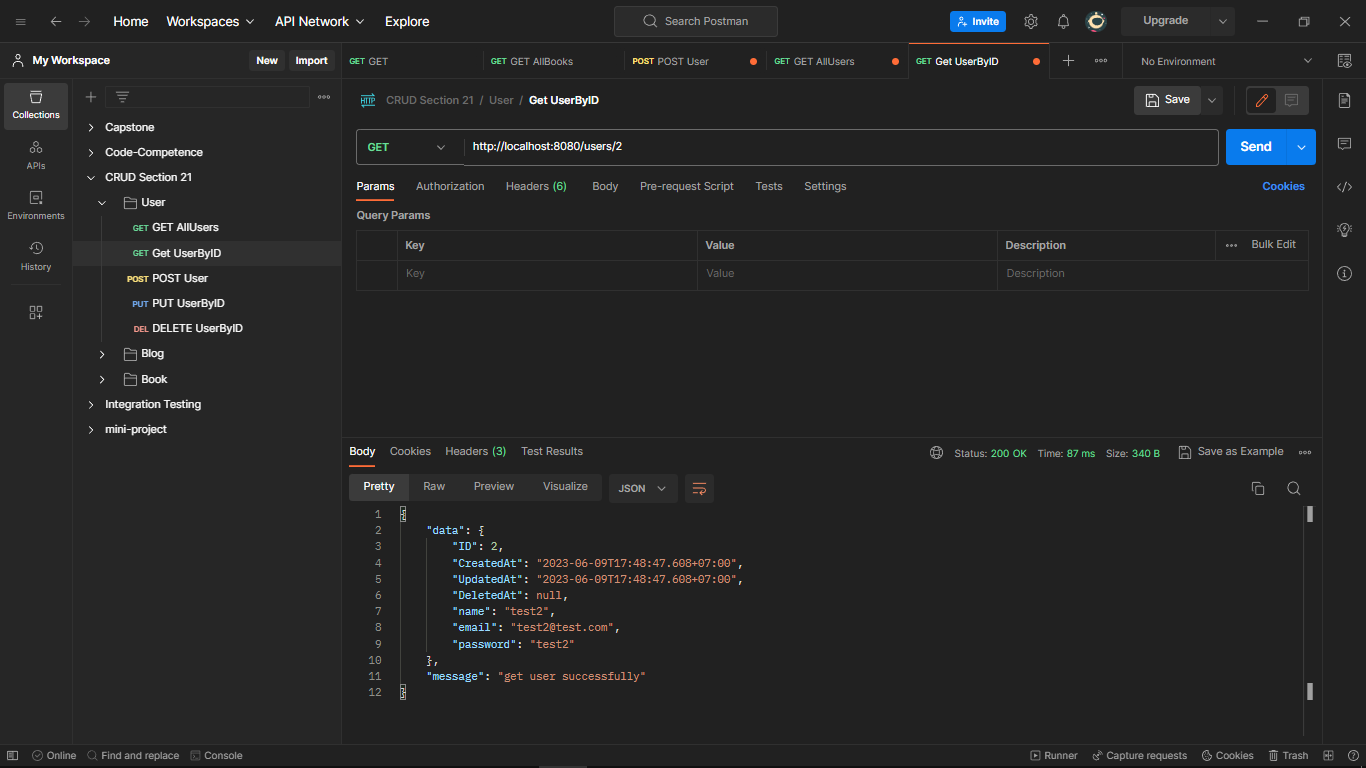 Home Workspaces API Network Explore Search Postman Invite Upgrade
My Workspace New Import GET GET GET GET AllBooks POST POST User GET GET AllUsers GET Get UserByID No Environment
Collections
APIs
Environments
History
Capstone
Code-Competence
CRUD Section 21
User
GET GET AllUsers
GET Get UserByID
POST POST User
PUT PUT UserByID
DEL DELETE UserByID
Blog
Book
Integration Testing
mini-project
HTTP CRUD Section 21 / User / Get UserByID Save
GET http://localhost:8080/users/2 Send
Params Authorization Headers (6) Body Pre-request Script Tests Settings Cookies
Query Params
Key Value Description Bulk Edit
Key Value Description
Body Cookies Headers (3) Test Results Status: 200 OK Time: 87 ms Size: 340 B Save as Example
Pretty Raw Preview Visualize JSON
1 {
2 "data": {
3 "ID": 2,
4 "CreatedAt": "2023-06-09T17:48:47.608+07:00",
5 "UpdatedAt": "2023-06-09T17:48:47.608+07:00",
6 "DeletedAt": null,
7 "name": "test2",
8 "email": "test2@test.com",
9 "password": "test2"
10 },
11 "message": "get user successfully"
12 }
Online Find and replace Console Runner Capture requests Cookies Trash